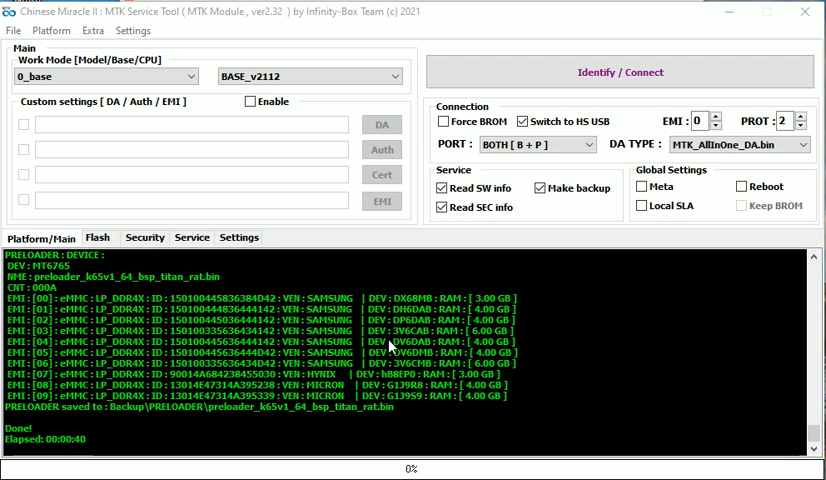 Chinese Miracle II : MTK Service Tool ( MTK Module , ver2.32 ) by Infinity-Box Team (c) 2021
File Platform Extra Settings
Main
Work Mode [Model/Base/CPU]
0_base BASE_v2112
Custom settings [ DA / Auth / EMI ] Enable
DA
Auth
Cert
EMI
Identify / Connect
Connection
Force BROM Switch to HS USB EMI : 0 PROT : 2
PORT : BOTH [ B + P ] DA TYPE : MTK_AllInOne_DA.bin
Service
Read SW info Make backup
Read SEC info
Global Settings
Meta Reboot
Local SLA Keep BROM
Platform/Main Flash Security Service Settings
PRELOADER : DEVICE :
DEV : MT6765
NME : preloader_k65v1_64_bsp_titan_rat.bin
CNT : 000A
EMI : [00] : eMMC : LP_DDR4X : ID : 150100445836384D42 : VEN : SAMSUNG | DEV : DX68MB : RAM : [ 3.00 GB ]
EMI : [01] : eMMC : LP_DDR4X : ID : 150100444836444142 : VEN : SAMSUNG | DEV : DH6DAB : RAM : [ 4.00 GB ]
EMI : [02] : eMMC : LP_DDR4X : ID : 150100445036444142 : VEN : SAMSUNG | DEV : DP6DAB : RAM : [ 4.00 GB ]
EMI : [03] : eMMC : LP_DDR4X : ID : 150100335636434142 : VEN : SAMSUNG | DEV : 3V6CAB : RAM : [ 6.00 GB ]
EMI : [04] : eMMC : LP_DDR4X : ID : 150100445636444142 : VEN : SAMSUNG | DEV : DV6DAB : RAM : [ 4.00 GB ]
EMI : [05] : eMMC : LP_DDR4X : ID : 150100445636444D42 : VEN : SAMSUNG | DEV : DV6DMB : RAM : [ 4.00 GB ]
EMI : [06] : eMMC : LP_DDR4X : ID : 150100335636434D42 : VEN : SAMSUNG | DEV : 3V6CMB : RAM : [ 6.00 GB ]
EMI : [07] : eMMC : LP_DDR4X : ID : 90014A684238455030 : VEN : HYNIX | DEV : hB8EP0 : RAM : [ 3.00 GB ]
EMI : [08] : eMMC : LP_DDR4X : ID : 13014E47314A395238 : VEN : MICRON | DEV : G1J9R8 : RAM : [ 4.00 GB ]
EMI : [09] : eMMC : LP_DDR4X : ID : 13014E47314A395339 : VEN : MICRON | DEV : G1J9S9 : RAM : [ 4.00 GB ]
PRELOADER saved to : Backup\PRELOADER\preloader_k65v1_64_bsp_titan_rat.bin
Done!
Elapsed: 00:00:40
0%